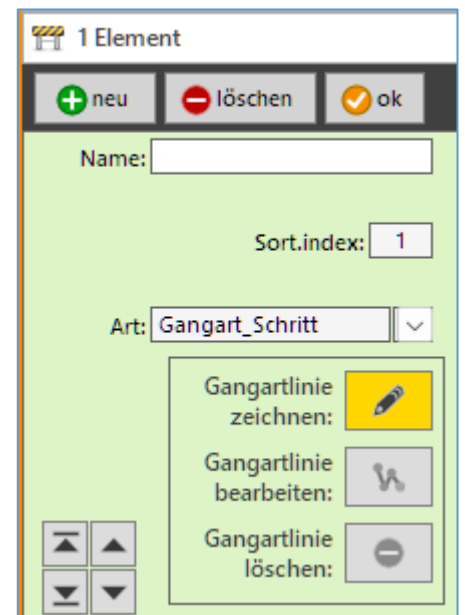 1 Element
neu löschen ok
Name:
Sort.index: 1
Art: Gangart_Schritt
Gangartlinie
zeichnen:
Gangartlinie
bearbeiten:
Gangartlinie
löschen: